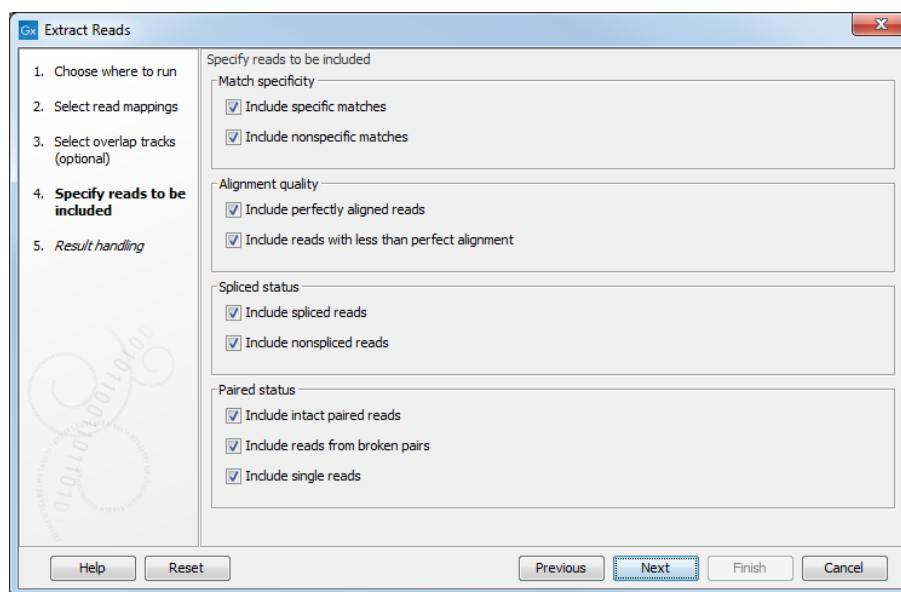 Gx Extract Reads
1. Choose where to run
2. Select read mappings
3. Select overlap tracks
(optional)
4. Specify reads to be
included
5. Result handling
Specify reads to be included
Match specificity
Include specific matches
Include nonspecific matches
Alignment quality
Include perfectly aligned reads
Include reads with less than perfect alignment
Spliced status
Include spliced reads
Include nonspliced reads
Paired status
Include intact paired reads
Include reads from broken pairs
Include single reads
Help Reset Previous Next Finish Cancel